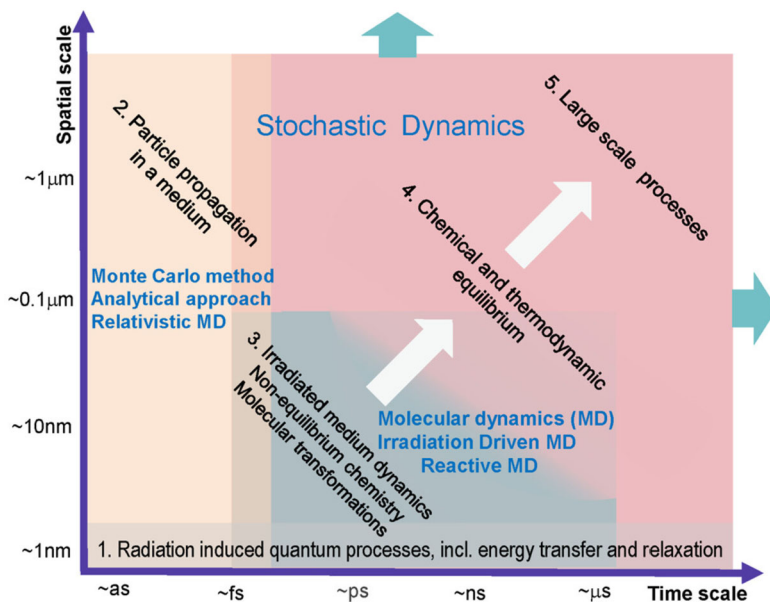 Spatial scale
~1μm
~0.1μm
~10nm
~1nm
2. Particle propagation
in a medium
Stochastic Dynamics
5. Large scale processes
4. Chemical and thermodynamic
equilibrium
Monte Carlo method
Analytical approach
Relativistic MD
3. Irradiated medium dynamics
Non-equilibrium chemistry
Molecular transformations
Molecular dynamics (MD)
Irradiation Driven MD
Reactive MD
1. Radiation induced quantum processes, incl. energy transfer and relaxation
~as
~fs
~ps
~ns
~μs
Time scale